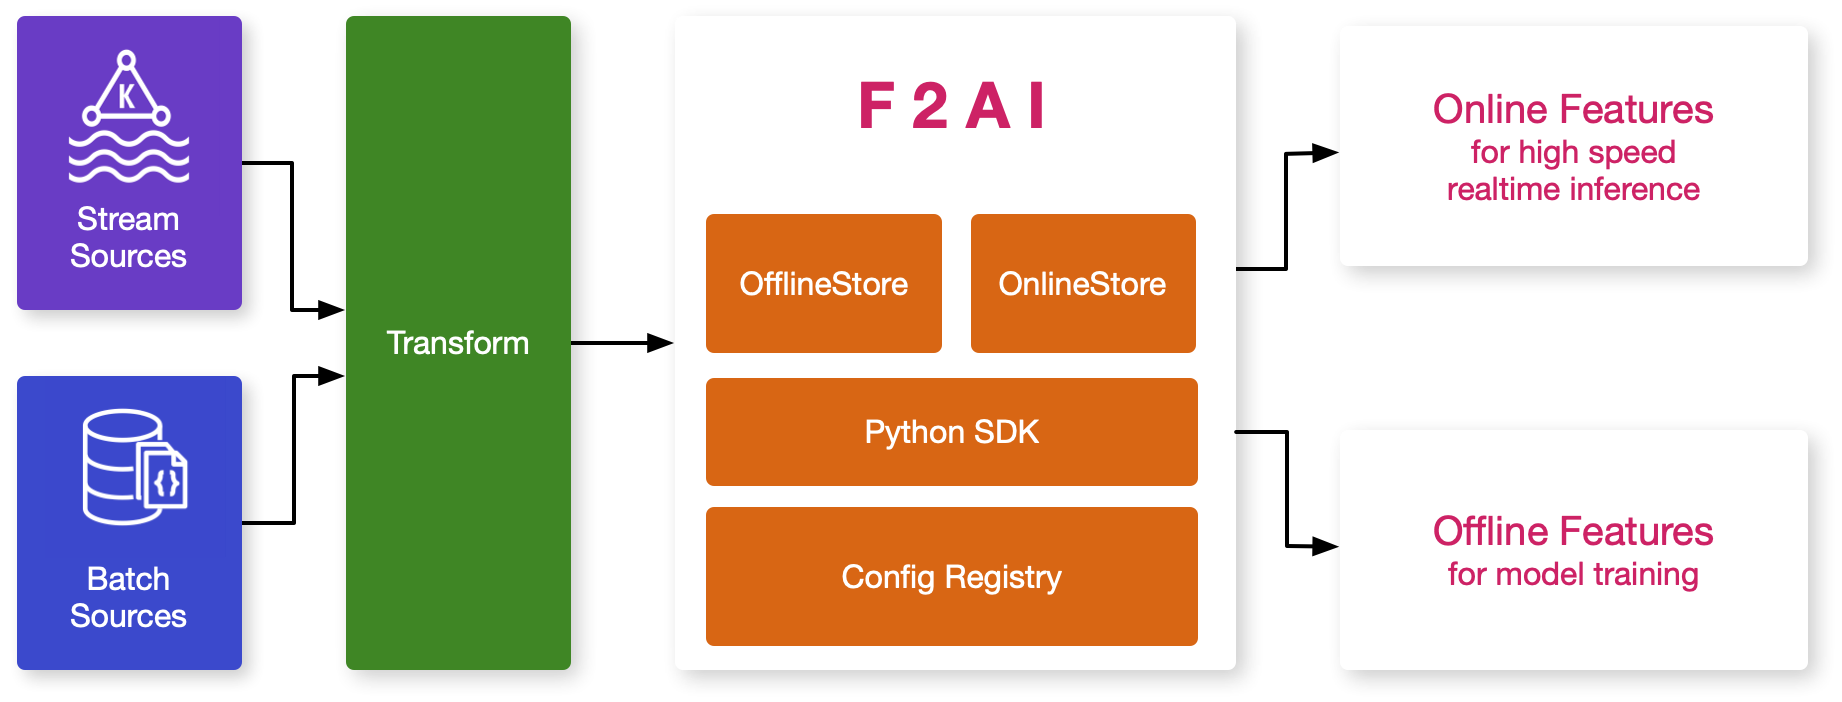 K
Stream
Sources
{}
Batch
Sources
Transform
F2AI
OfflineStore
OnlineStore
Python SDK
Config Registry
Online Features
for high speed
realtime inference
Offline Features
for model training